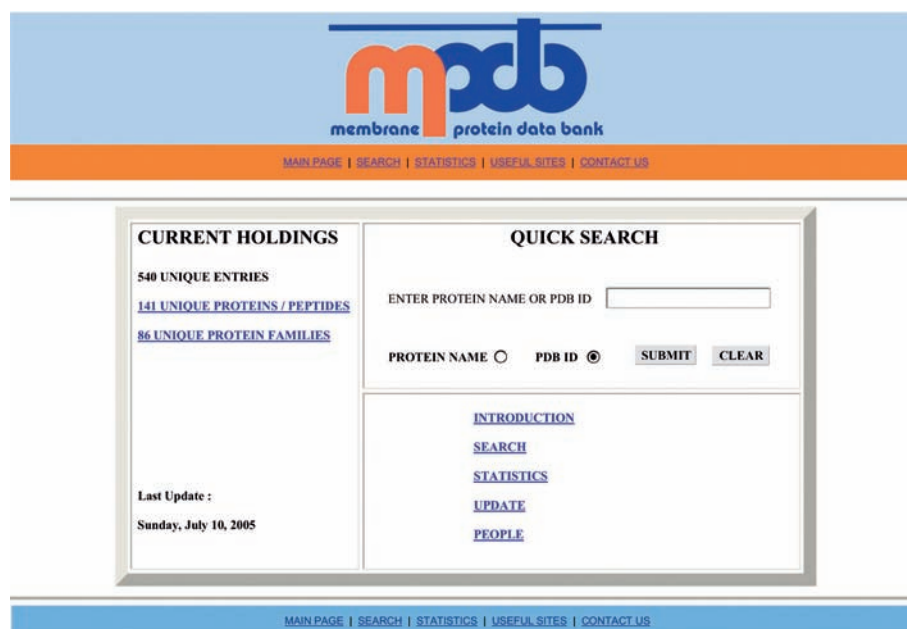 mpdb
membrane protein data bank
MAIN PAGE | SEARCH | STATISTICS | USEFUL SITES | CONTACT US
CURRENT HOLDINGS
540 UNIQUE ENTRIES
141 UNIQUE PROTEINS / PEPTIDES
86 UNIQUE PROTEIN FAMILIES
Last Update :
Sunday, July 10, 2005
QUICK SEARCH
ENTER PROTEIN NAME OR PDB ID
PROTEIN NAME PDB ID SUBMIT CLEAR
INTRODUCTION
SEARCH
STATISTICS
UPDATE
PEOPLE
MAIN PAGE | SEARCH | STATISTICS | USEFUL SITES | CONTACT US